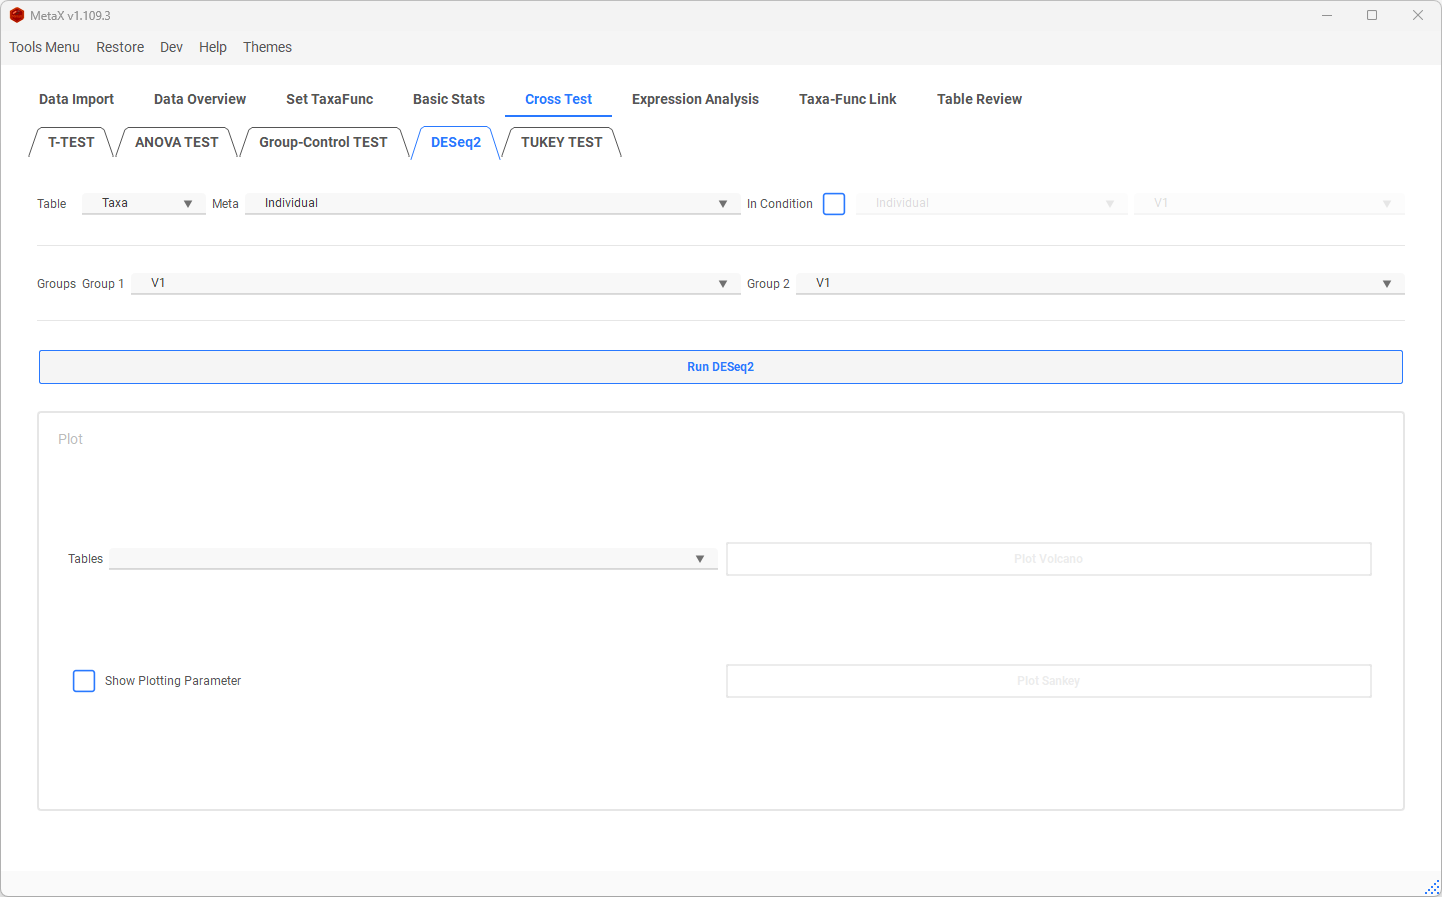 MetaX v1.109.3
Tools Menu Restore Dev Help Themes
Data Import Data Overview Set TaxaFunc Basic Stats Cross Test Expression Analysis Taxa-Func Link Table Review
T-TEST ANOVA TEST Group-Control TEST DESeq2 TUKEY TEST
Table Taxa Meta Individual In Condition Individual V1
Groups Group 1 V1 Group 2 V1
Run DESeq2
Plot
Tables Plot Volcano
Show Plotting Parameter Plot Sankey